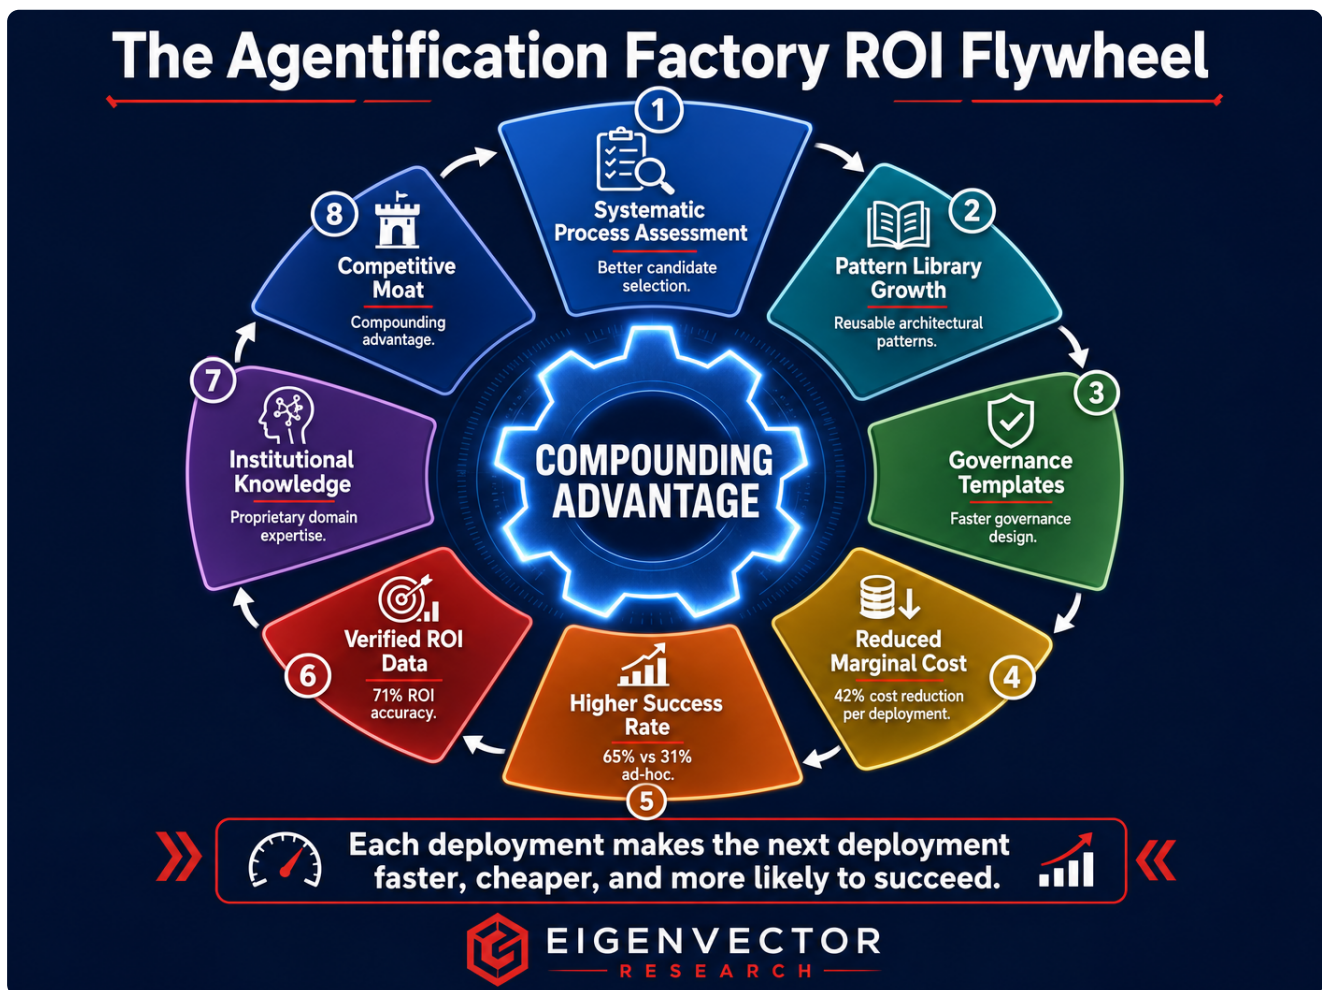 The Agentification Factory ROI Flywheel
1
Systematic
Process Assessment
Better candidate
selection.
2
Pattern Library
Growth
Reusable architectural
patterns.
3
Governance
Templates
Faster governance
design.
4
Reduced
Marginal Cost
42% cost reduction
per deployment.
5
Higher Success
Rate
65% vs 31%
ad-hoc.
6
Verified ROI
Data
71% ROI
accuracy.
7
Institutional
Knowledge
Proprietary domain
expertise.
8
Competitive
Moat
Compounding
advantage.
COMPOUNDING
ADVANTAGE
Each deployment makes the next deployment
faster, cheaper, and more likely to succeed.
EIGENVECTOR
RESEARCH